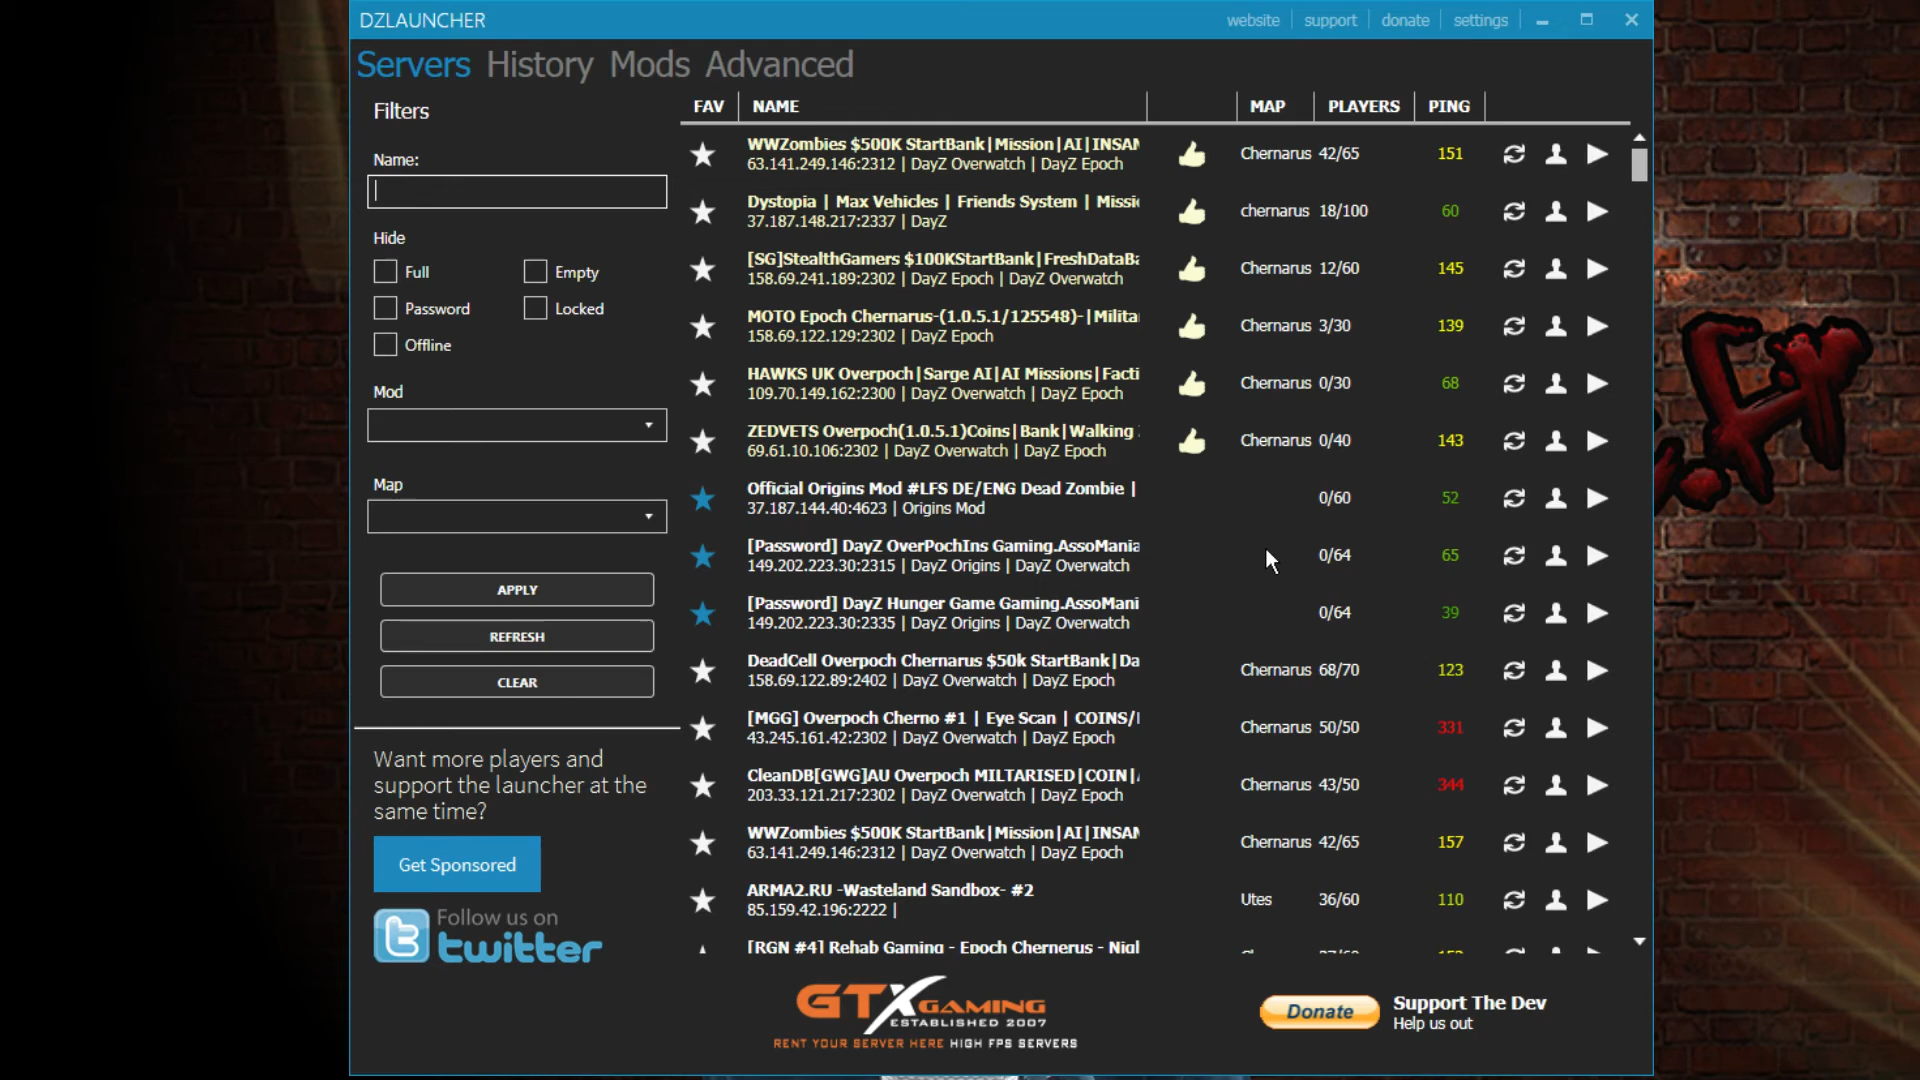 DZLAUNCHER
website support donate settings
Servers History Mods Advanced
Filters
Name:
Hide
Full
Empty
Password
Locked
Offline
Mod
Map
APPLY
REFRESH
CLEAR
Want more players and
support the launcher at the
same time?
Get Sponsored
Follow us on
twitter
FAV NAME MAP PLAYERS PING
WWZombies $500K StartBank|Mission|AI|INSAN
63.141.249.146:2312 | DayZ Overwatch | DayZ Epoch
Chernarus 42/65 151
Dystopia | Max Vehicles | Friends System | Missi
37.187.148.217:2337 | DayZ
chernarus 18/100 60
[SG]StealthGamers $100KStartBank|FreshDataBa
158.69.241.189:2302 | DayZ Epoch | DayZ Overwatch
Chernarus 12/60 145
MOTO Epoch Chernarus-(1.0.5.1/125548)-|Milita
158.69.122.129:2302 | DayZ Epoch
Chernarus 3/30 139
HAWKS UK Overpoch|Sarge AI|AI Missions|Facti
109.70.149.162:2300 | DayZ Overwatch | DayZ Epoch
Chernarus 0/30 68
ZEDVETS Overpoch(1.0.5.1)Coins|Bank|Walking
69.61.10.106:2302 | DayZ Overwatch | DayZ Epoch
Chernarus 0/40 143
Official Origins Mod #LFS DE/ENG Dead Zombie |
37.187.144.40:4623 | Origins Mod
0/60 52
[Password] DayZ OverPochIns Gaming.AssoMania
149.202.223.30:2315 | DayZ Origins | DayZ Overwatch
0/64 65
[Password] DayZ Hunger Game Gaming.AssoMani
149.202.223.30:2335 | DayZ Origins | DayZ Overwatch
0/64 39
DeadCell Overpoch Chernarus $50k StartBank|Da
158.69.122.89:2402 | DayZ Overwatch | DayZ Epoch
Chernarus 68/70 123
[MGG] Overpoch Cherno #1 | Eye Scan | COINS/
43.245.161.42:2302 | DayZ Overwatch | DayZ Epoch
Chernarus 50/50 331
CleanDB[GWG]AU Overpoch MILTARISED|COIN|
203.33.121.217:2302 | DayZ Overwatch | DayZ Epoch
Chernarus 43/50 344
WWZombies $500K StartBank|Mission|AI|INSAN
63.141.249.146:2312 | DayZ Overwatch | DayZ Epoch
Chernarus 42/65 157
ARMA2.RU -Wasteland Sandbox- #2
85.159.42.196:2222 |
Utes 36/60 110
[RGN #4] Rehab Gaming - Epoch Chernerus - Nigl
GTXGAMING
ESTABLISHED 2007
RENT YOUR SERVER HERE HIGH FPS SERVERS
Donate
Support The Dev
Help us out